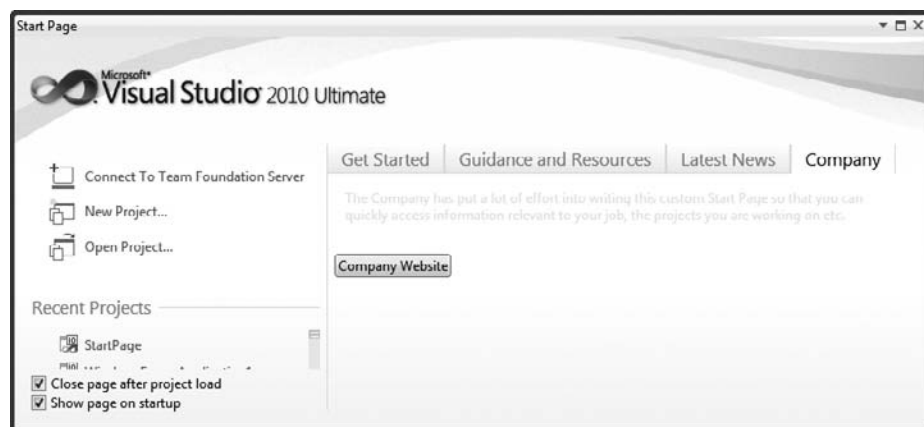 Start Page
Microsoft®
Visual Studio 2010 Ultimate
Connect To Team Foundation Server
New Project...
Open Project...
Recent Projects
StartPage
Close page after project load
Show page on startup
Get Started
Guidance and Resources
Latest News
Company
The Company has put a lot of effort into writing this custom Start Page so that you can
quickly access information relevant to your job, the projects you are working on etc.
Company Website